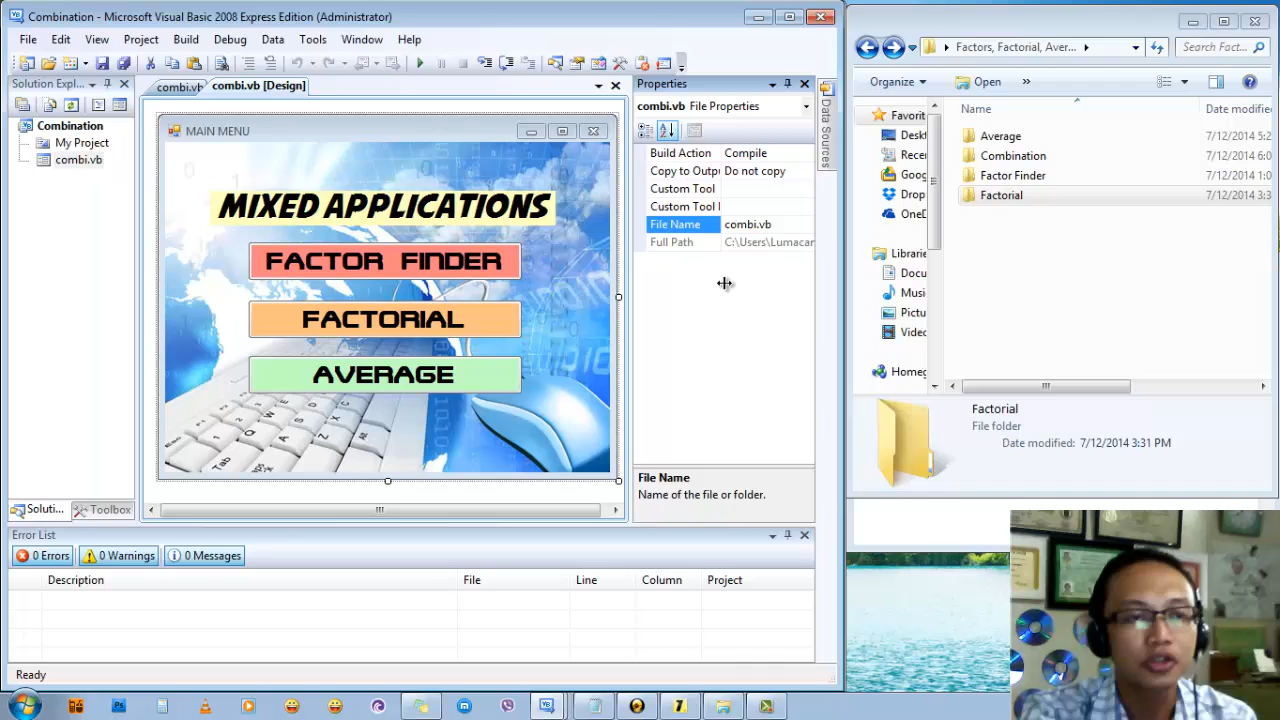 Combination - Microsoft Visual Basic 2008 Express Edition (Administrator)
File Edit View Project Build Debug Data Tools Window Help
Solution Expl...
Combination
My Project
combi.vb
Soluti...
Toolbox
combi.vb
combi.vb [Design]
MAIN MENU
MIXED APPLICATIONS
FACTOR FINDER
FACTORIAL
AVERAGE
Properties
combi.vb File Properties
Build Action Compile
Copy to Outp Do not copy
Custom Tool
Custom Tool
File Name combi.vb
Full Path C:\Users\Lumacar
File Name
Name of the file or folder.
Data Sources
Error List
0 Errors
0 Warnings
0 Messages
Description File Line Column Project
Ready
Factors, Factorial, Aver...
Search Fact...
Organize
Open
»
Name
Date modifie
Favorit
Deskt
Recen
Goog
Drop
OneD
Librarie
Docu
Music
Pictu
Video
Homeg
Average 7/12/2014 5:2
Combination 7/12/2014 6:0
Factor Finder 7/12/2014 5:3
Factorial 7/12/2014 3:3
Factorial
File folder
Date modified: 7/12/2014 3:31 PM